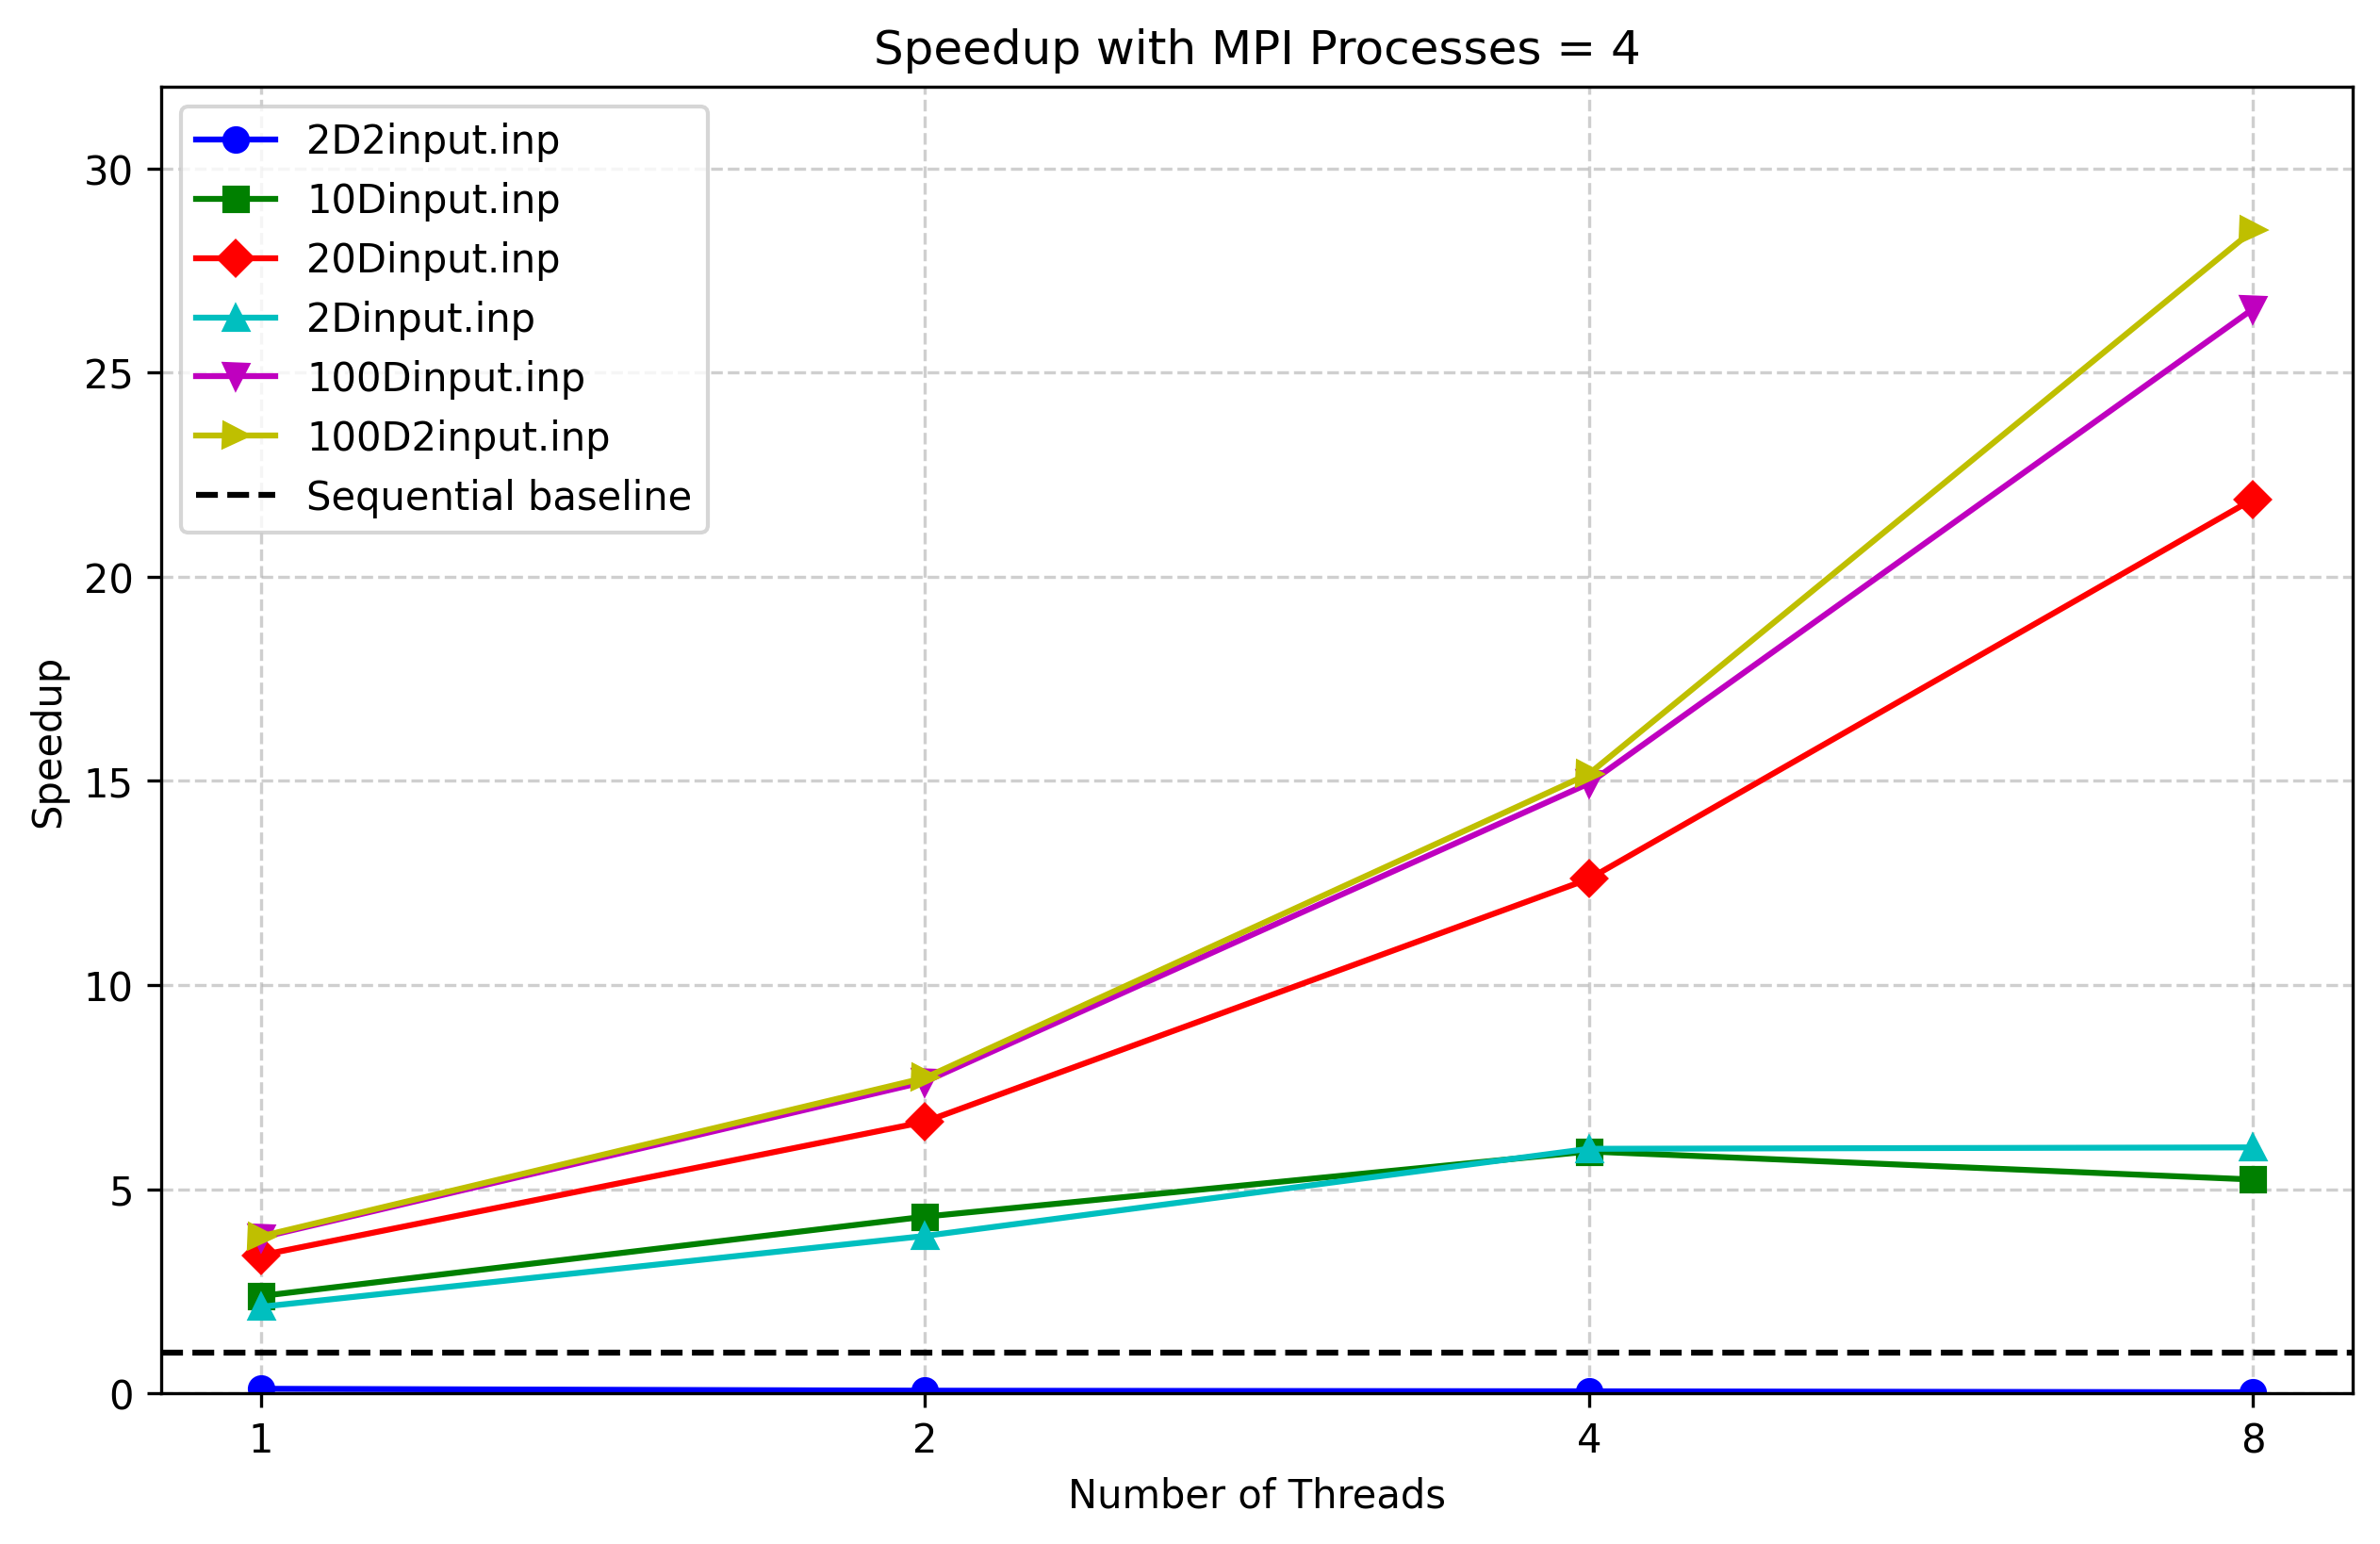 Speedup with MPI Processes = 4
2D2input.inp
10Dinput.inp
20Dinput.inp
2Dinput.inp
100Dinput.inp
100D2input.inp
Sequential baseline
Speedup
30
25
20
15
10
5
0
1
2
4
8
Number of Threads